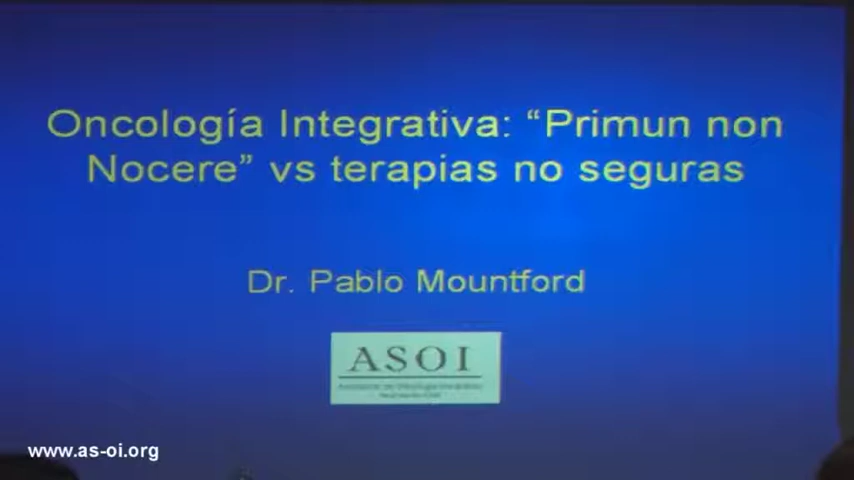 Oncología Integrativa: “Primun non
Nocere” vs terapias no seguras
Dr. Pablo Mountford
ASOI
www.as-oi.org